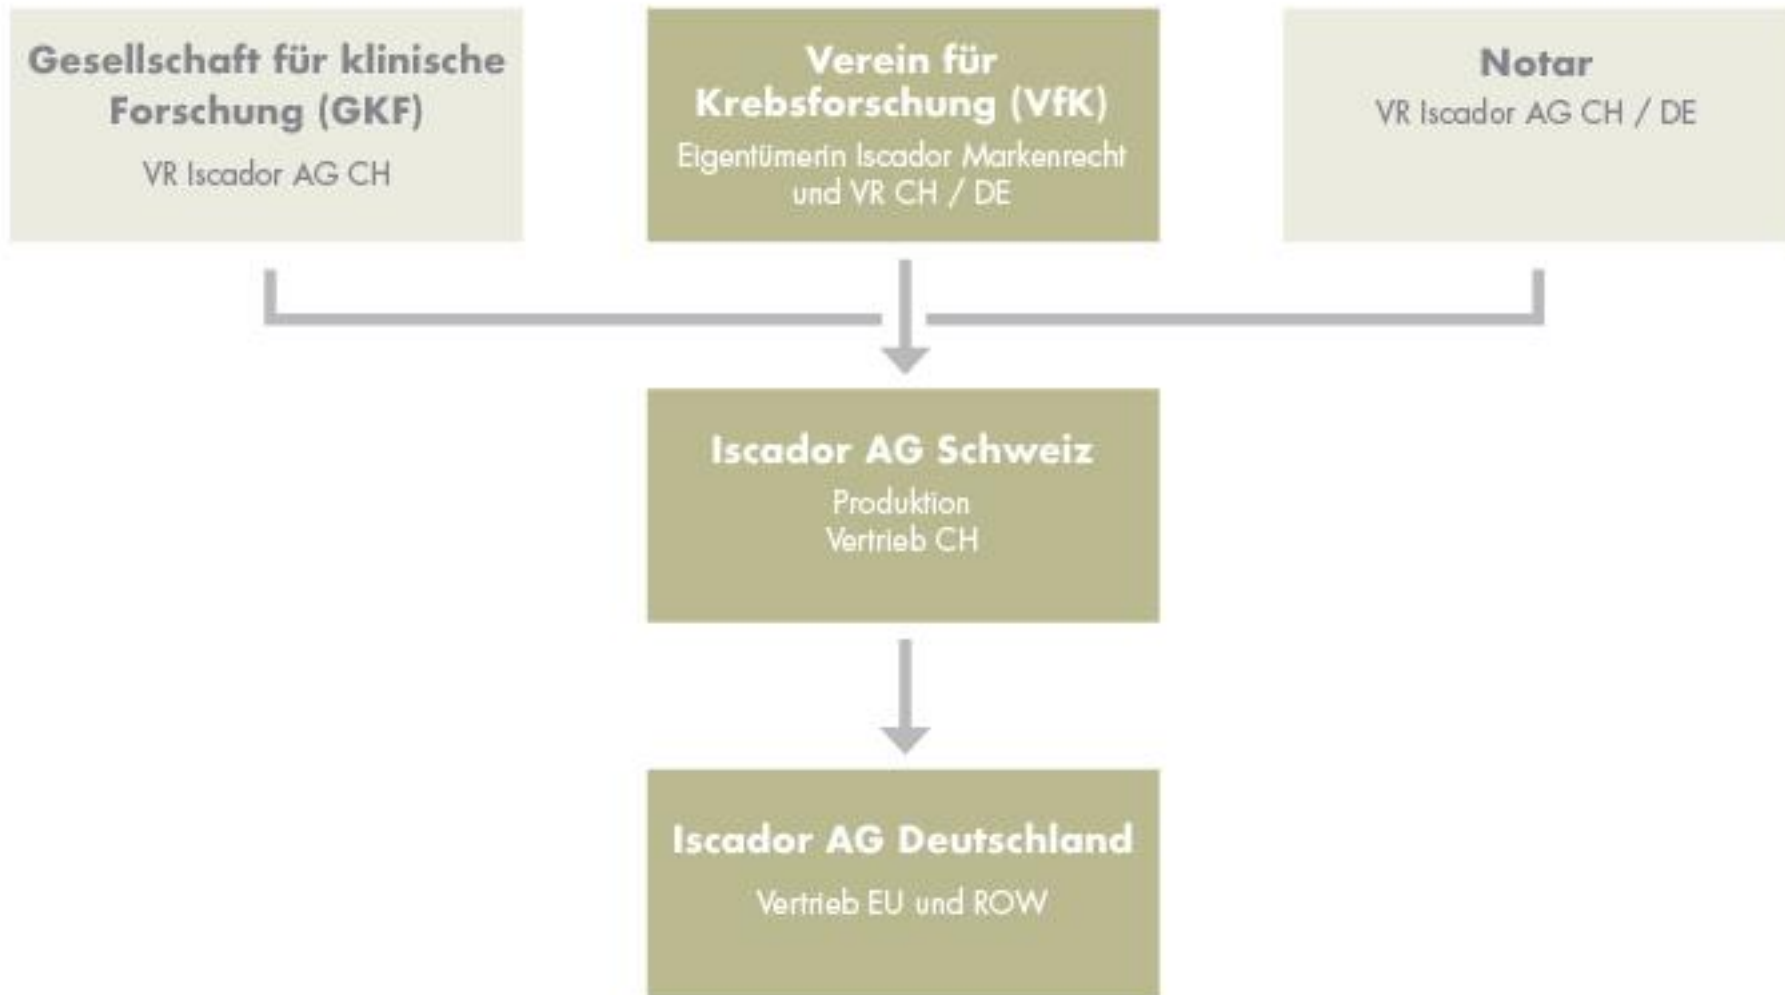 Gesellschaft für klinische
Forschung (GKF)
VR Iscador AG CH
Verein für
Krebsforschung (VfK)
Eigentümerin Iscador Markenrecht
und VR CH / DE
Notar
VR Iscador AG CH / DE
Iscador AG Schweiz
Produktion
Vertrieb CH
Iscador AG Deutschland
Vertrieb EU und ROW